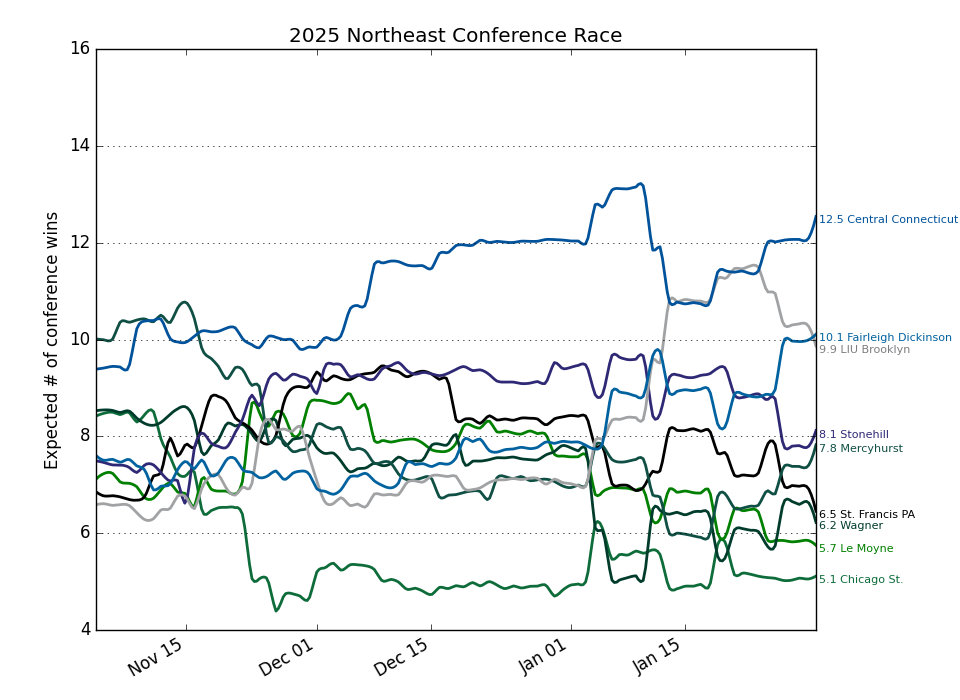 2025 Northeast Conference Race
Expected # of conference wins
16
14
12
10
8
6
4
Nov 15
Dec 01
Dec 15
Jan 01
Jan 15
12.5 Central Connecticut
10.1 Fairleigh Dickinson
9.9 LIU Brooklyn
8.1 Stonehill
7.8 Mercyhurst
6.5 St. Francis PA
6.2 Wagner
5.7 Le Moyne
5.1 Chicago St.